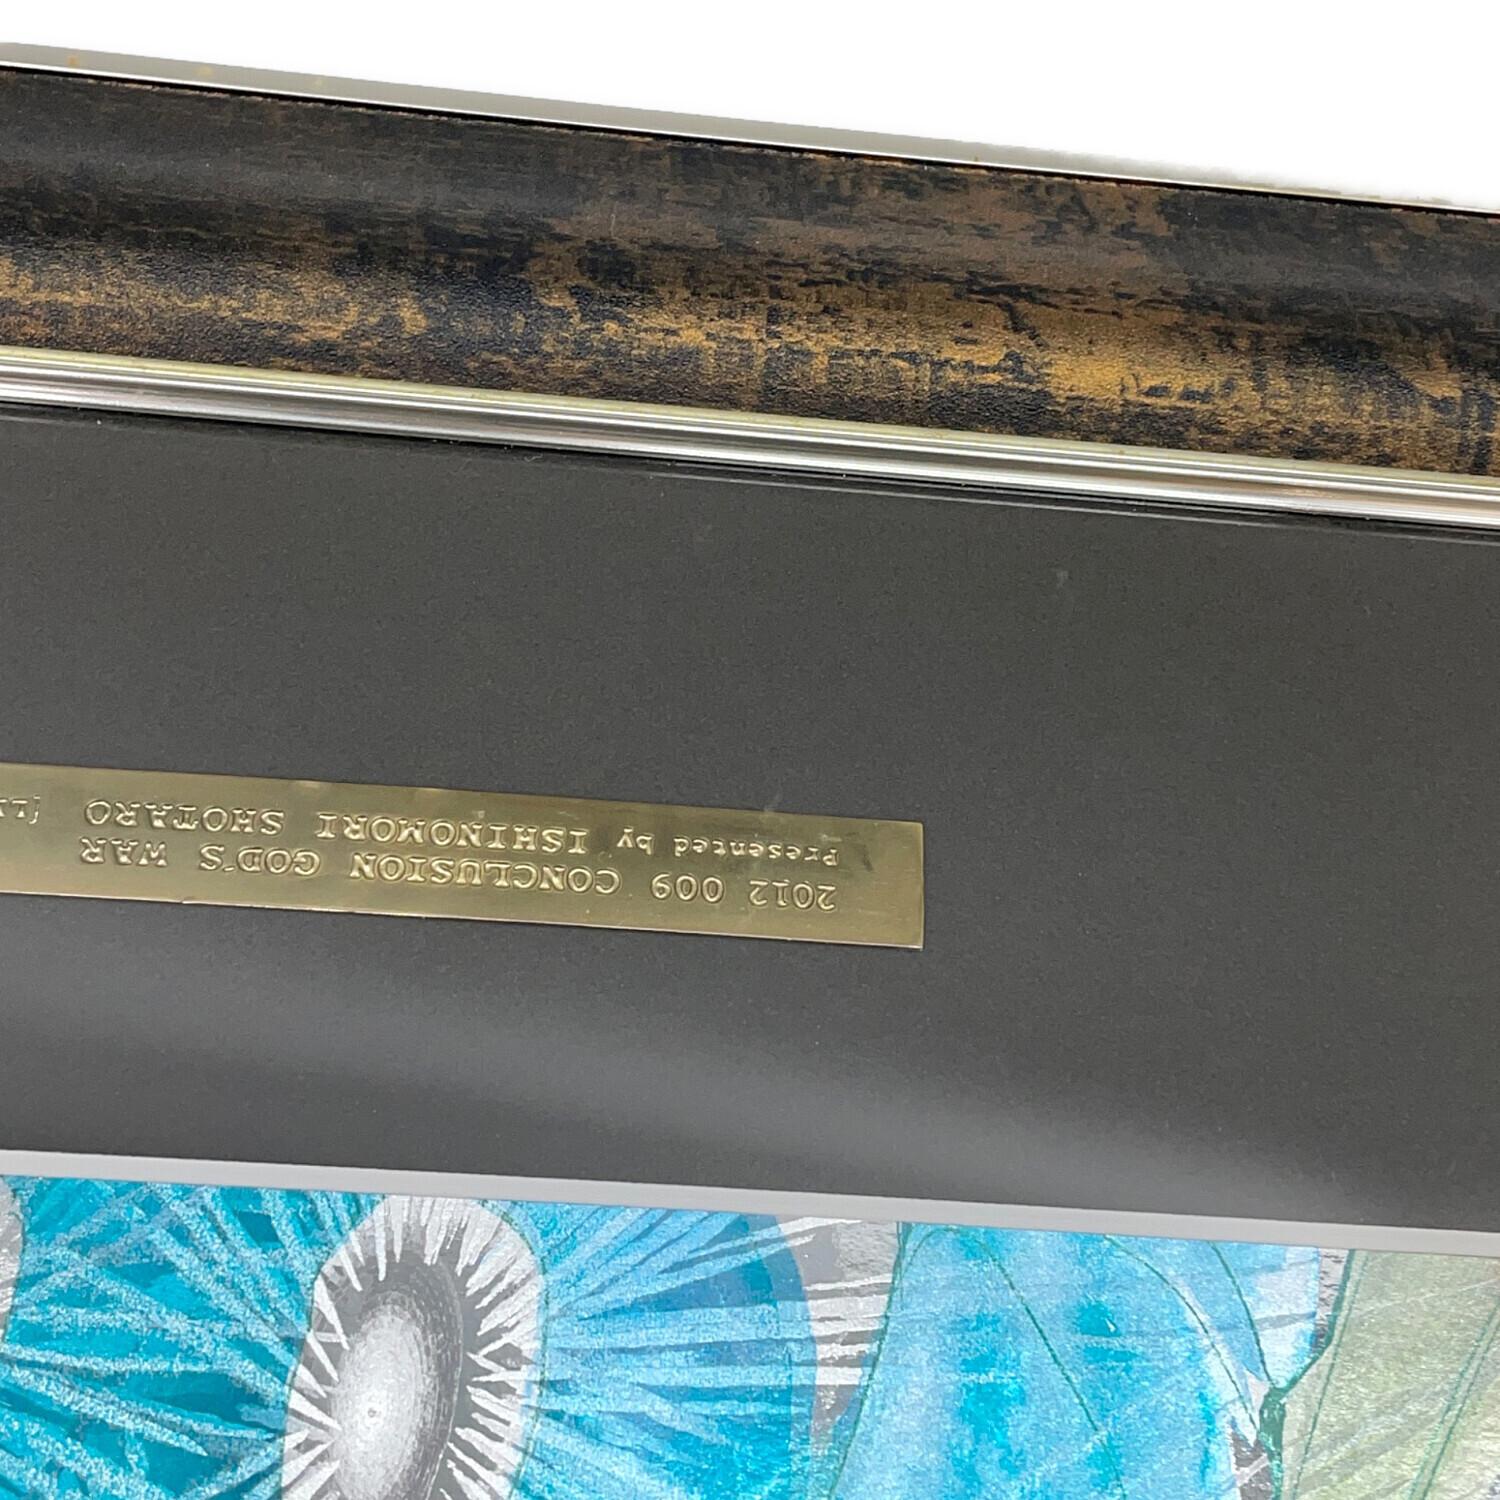 2012 009 CONCLUSION GOD'S WAR
Presented by ISHINOMORI SHOTARO